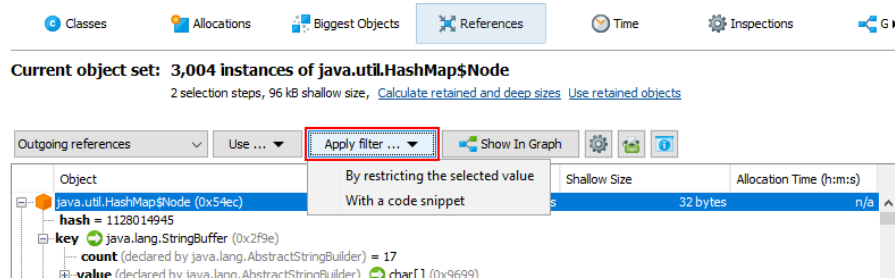 Classes Allocations Biggest Objects References Time Inspections G
Current object set: 3,004 instances of java.util.HashMap$Node
2 selection steps, 96 kB shallow size, Calculate retained and deep sizes Use retained objects
Outgoing references Use ... Apply filter ... Show In Graph
By restricting the selected value
With a code snippet
Object Shallow Size Allocation Time (h:m:s)
java.util.HashMap$Node (0x54ec) s 32 bytes n/a
hash = 1128014945
key java.lang.StringBuffer (0x2f9e)
count (declared by java.lang.AbstractStringBuilder) = 17
value (declared by java.lang.AbstractStringBuilder) char[] (0x9699)